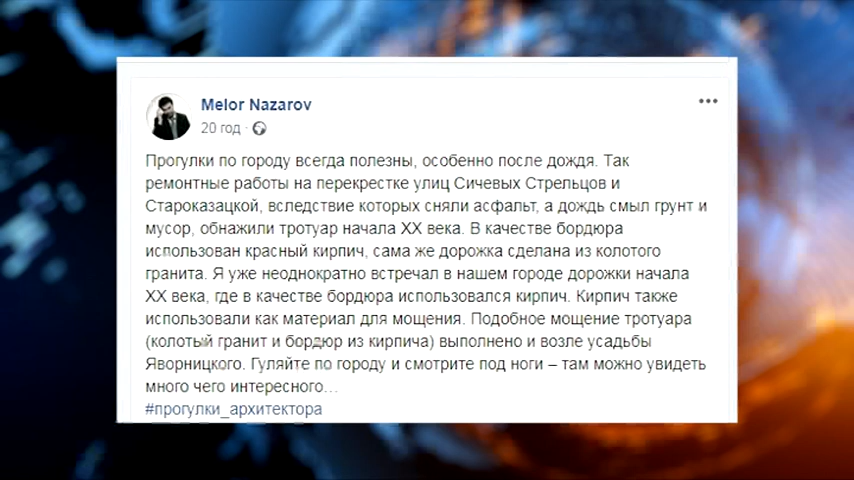 Melor Nazarov
20 год ·
Прогулки по городу всегда полезны, особенно после дождя. Так
ремонтные работы на перекрестке улиц Сичевых Стрельцов и
Староказацкой, вследствие которых сняли асфальт, а дождь смыл грунт и
мусор, обнажили тротуар начала XX века. В качестве бордюра
использован красный кирпич, сама же дорожка сделана из колотого
гранита. Я уже неоднократно встречал в нашем городе дорожки начала
XX века, где в качестве бордюра использовался кирпич. Кирпич также
использовали как материал для мощения. Подобное мощение тротуара
(колотый гранит и бордюр из кирпича) выполнено и возле усадьбы
Яворницкого. Гуляйте по городу и смотрите под ноги – там можно увидеть
много чего интересного…
#прогулки_архитектора